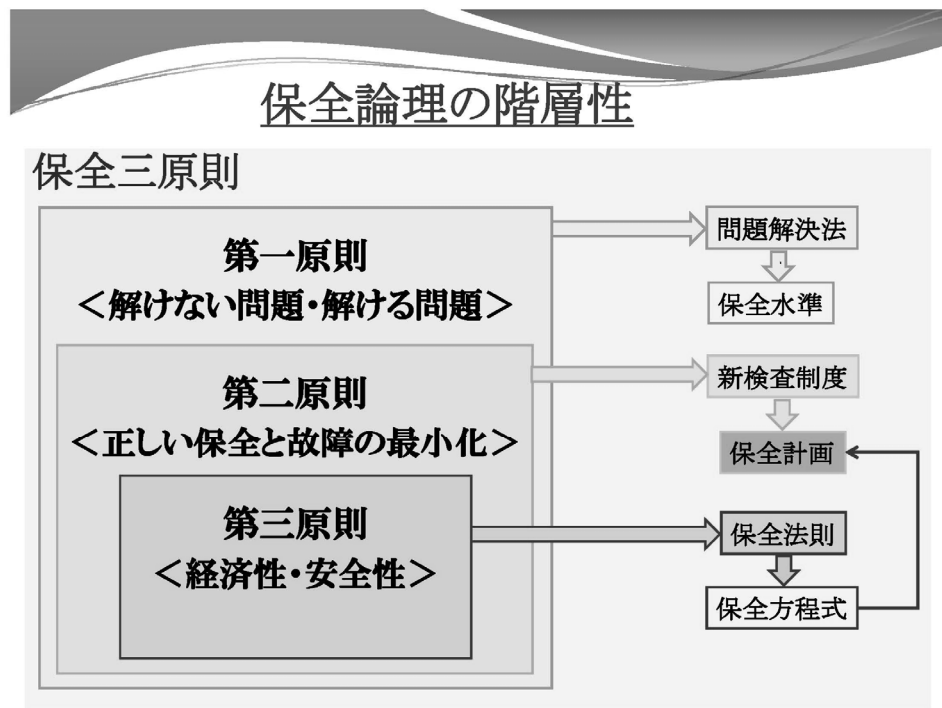 保全論理の階層性
保全三原則
第一原則
＜解けない問題・解ける問題＞
第二原則
＜正しい保全と故障の最小化＞
第三原則
＜経済性・安全性＞
問題解決法
保全水準
新検査制度
保全計画
保全法則
保全方程式